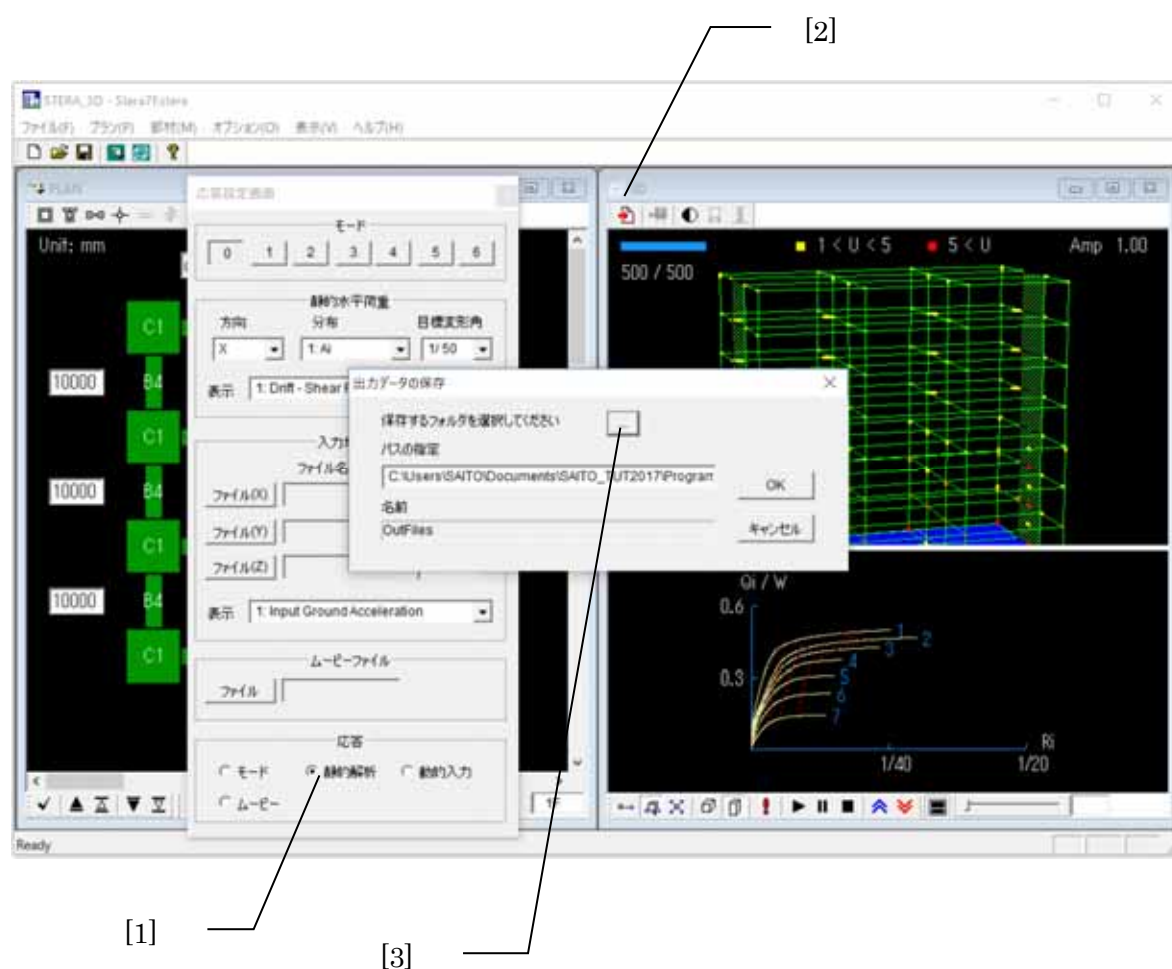 [2]
STERA_3D - Stera7F.stera
ファイル(F) プラン(P) 部材(M) オプション(O) 表示(V) ヘルプ(H)
PLAN
Unit: mm
C1
10000 B4
C1
10000 B4
C1
10000 B4
C1
1F
応答設定画面
モード
0 1 2 3 4 5 6
静的水平荷重
方向 分布 目標変形角
X 1: Ai 1/50
表示 1: Drift - Shear
ファイル名
ファイル(X)
ファイル(Y)
ファイル(Z)
表示 1: Input Ground Acceleration
ムービーファイル
ファイル
応答
モード 静的解析 動的入力
ムービー
出力データの保存
保存するフォルダを選択してください ...
パスの指定
C:\Users\SAITO\Documents\SAITO_TUT2017\Program
OK
名前
OutFiles
キャンセル
1 < U < 5 5 < U Amp 1.00
500 / 500
Qi / W
0.6
0.3
1
2
3
4
5
6
7
Ri
1/40 1/20
Ready
[1]
[3]